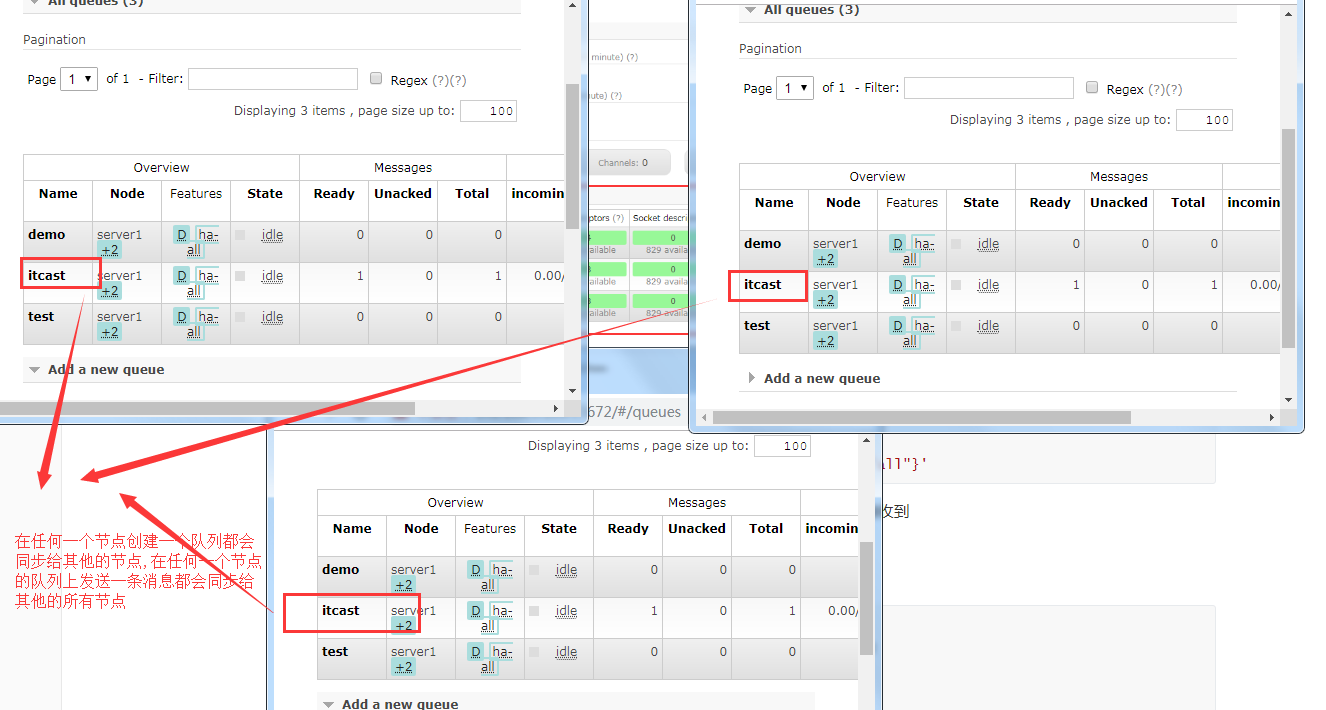 All queues (3)
Pagination
Page 1 of 1 - Filter: Regex (?)(?)
Displaying 3 items , page size up to: 100
Overview Messages
Name Node Features State Ready Unacked Total incoming
demo server1 +2 D ha-all idle 0 0 0
itcast server1 +2 D ha-all idle 1 0 1 0.00/
test server1 +2 D ha-all idle 0 0 0
Add a new queue
minute) (?)
ute) (?)
Channels: 0
ptors (?) Socket descri
0
ailable 829 availa
0
ailable 829 availa
0
ailable 829 availa
672/#/queues
All queues (3)
Pagination
Page 1 of 1 - Filter: Regex (?)(?)
Displaying 3 items , page size up to: 100
Overview Messages
Name Node Features State Ready Unacked Total incomin
demo server1 +2 D ha-all idle 0 0 0
itcast server1 +2 D ha-all idle 1 0 1 0.00/
test server1 +2 D ha-all idle 0 0 0
Add a new queue
Displaying 3 items , page size up to: 100
Overview Messages
Name Node Features State Ready Unacked Total incomin
demo server1 +2 D ha-all idle 0 0 0
itcast server1 +2 D ha-all idle 1 0 1 0.00/
test server1 +2 D ha-all idle 0 0 0
Add a new queue
all"}'
收到
在任何一个节点创建一个队列都会
同步给其他的节点,在任何一个节点
的队列上发送一条消息都会同步给
其他的所有节点